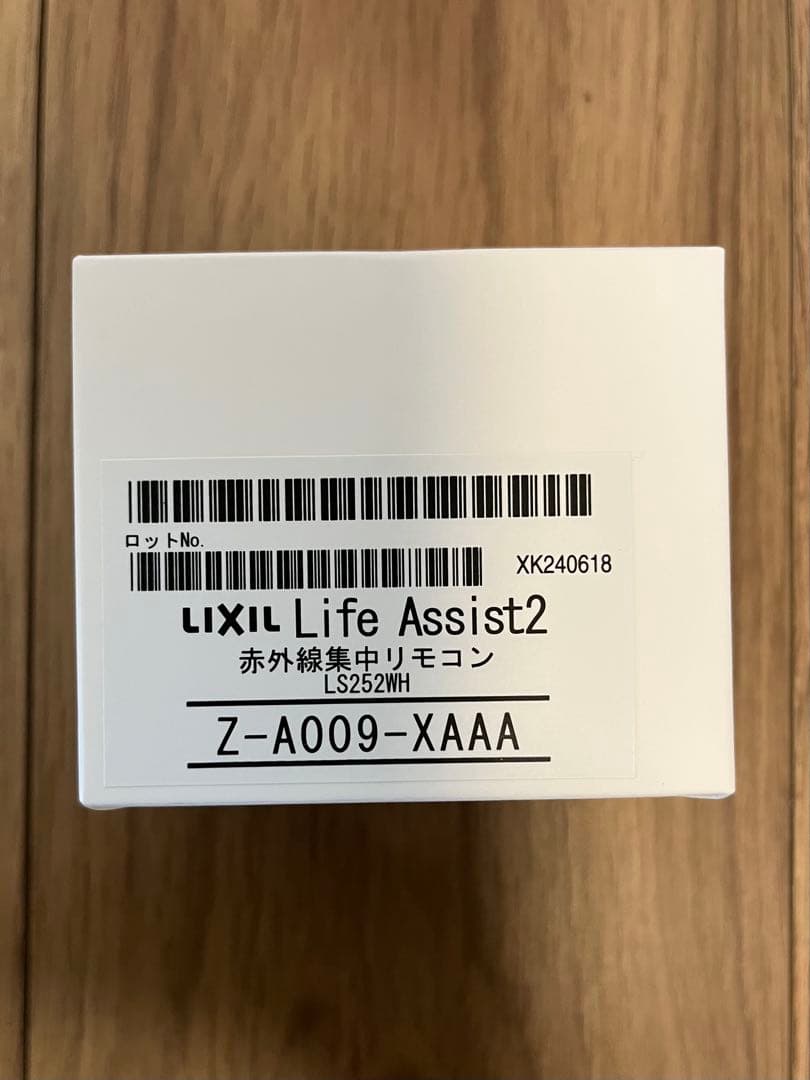 ロットNo.
XK240618
LIXIL Life Assist2
赤外線集中リモコン
LS252WH
Z-A009-XAAA